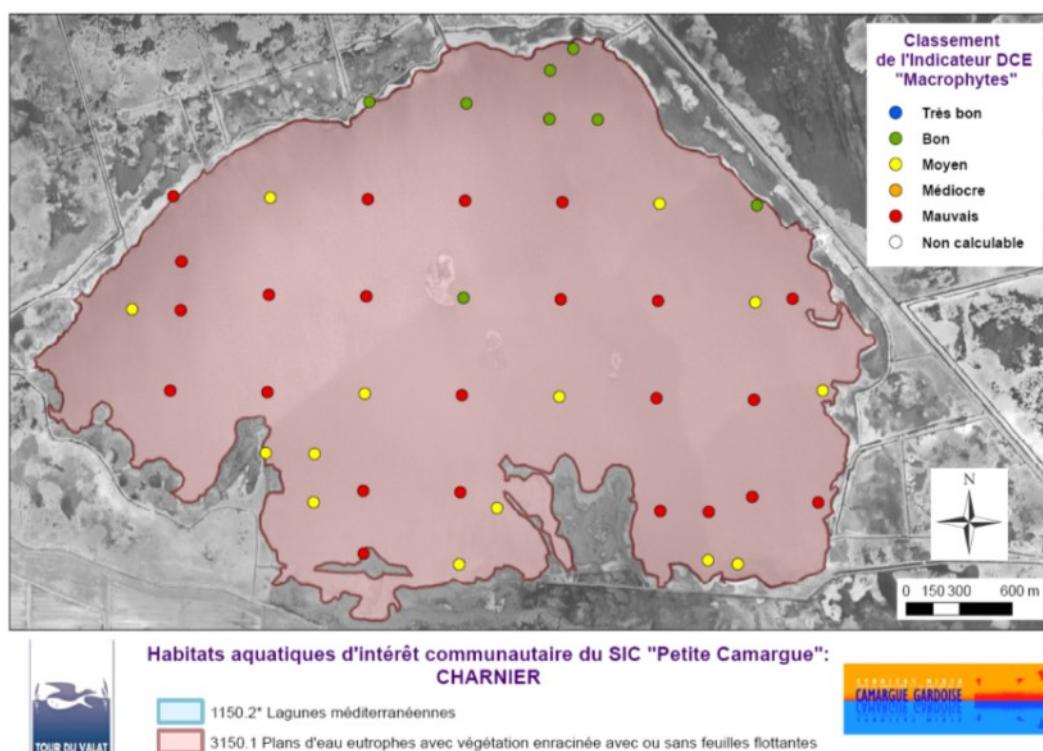 Classement
de l'Indicateur DCE
"Macrophytes"
Très bon
Bon
Moyen
Médiocre
Mauvais
Non calculable
N
0 150 300 600 m
Habitats aquatiques d'intérêt communautaire du SIC "Petite Camargue":
CHARNIER
1150.2* Lagunes méditerranéennes
3150.1 Plans d'eau eutrophes avec végétation enracinée avec ou sans feuilles flottantes
TOUR DU VALAT
SYNDICAT MIXTE
CAMARGUE GARDOISE